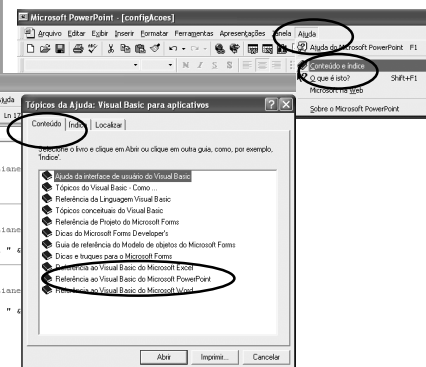 Microsoft PowerPoint - [configAcoes]
Arquivo Editar Exibir Inserir Formatar Ferramentas Apresentações Janela Ajuda
N I S S
Ajuda do Microsoft PowerPoint F1
Conteúdo e índice
O que é isto? Shift+F1
Microsoft na Web
Sobre o Microsoft PowerPoint
Ajuda
Ln 17
Tópicos da Ajuda: Visual Basic para aplicativos
Conteúdo Índice Localizar
Selecione o livro e clique em Abrir ou clique em outra guia, como, por exemplo,
'Índice'.
Ajuda da interface de usuário do Visual Basic
Tópicos do Visual Basic - Como ...
Referência da Linguagem Visual Basic
Tópicos conceituais do Visual Basic
Referência de Projeto do Microsoft Forms
Dicas do Microsoft Forms Developer's
Guia de referência do Modelo de objetos do Microsoft Forms
Dicas e truques para o Microsoft Forms
Referência ao Visual Basic do Microsoft Excel
Referência ao Visual Basic do Microsoft PowerPoint
Referência ao Visual Basic do Microsoft Word
iane
iane
" &
iane
" &
Abrir Imprimir... Cancelar